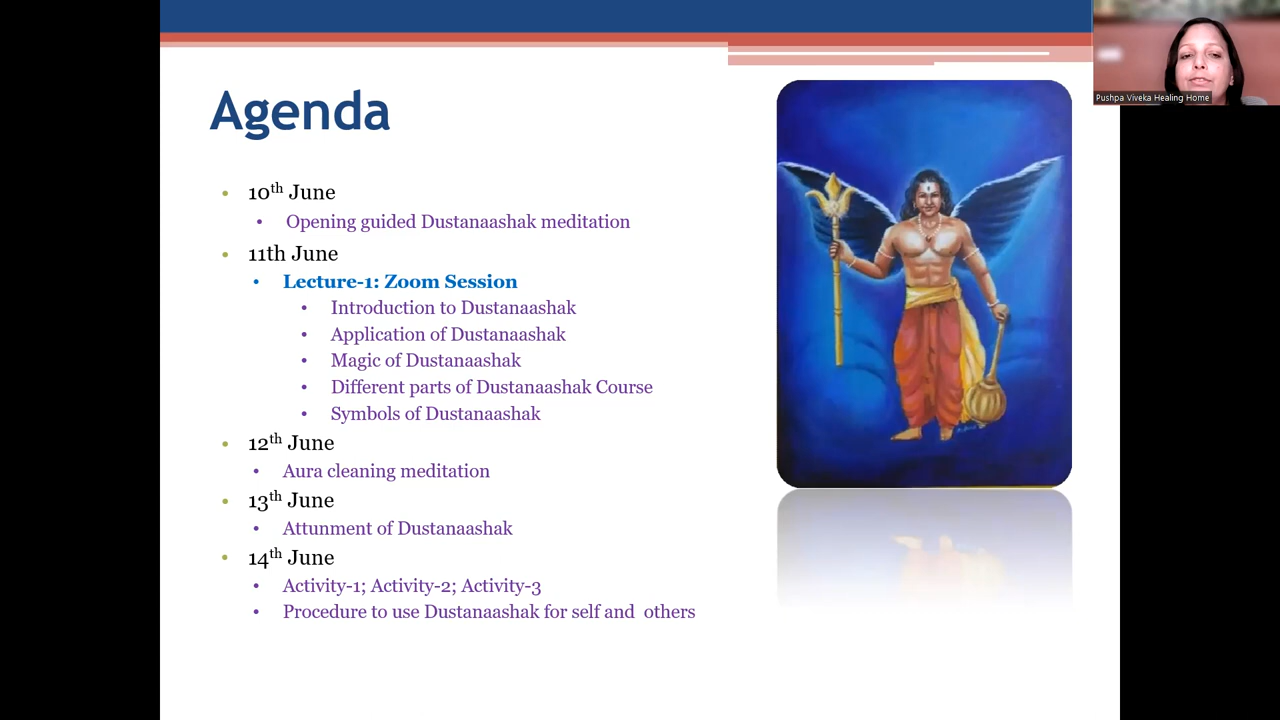 Agenda
10th June
Opening guided Dustanaashak meditation
11th June
Lecture-1: Zoom Session
Introduction to Dustanaashak
Application of Dustanaashak
Magic of Dustanaashak
Different parts of Dustanaashak Course
Symbols of Dustanaashak
12th June
Aura cleaning meditation
13th June
Attunment of Dustanaashak
14th June
Activity-1; Activity-2; Activity-3
Procedure to use Dustanaashak for self and others
Pushpa Viveka Healing Home